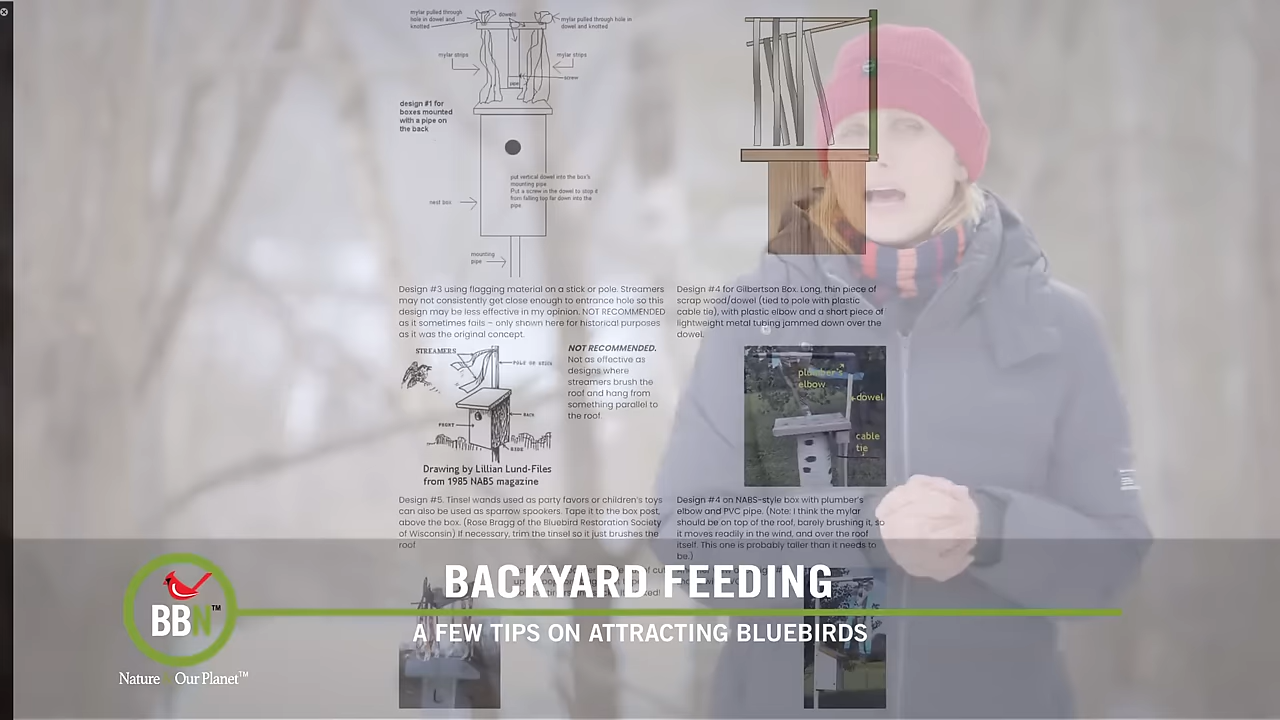 mylar pulled through
hole in dowel and
knotted
dowels
mylar pulled through hole in
dowel and knotted
mylar strips
mylar strips
screw
pipe
design #1 for
boxes mounted
with a pipe on
the back
put vertical dowel into the box's
mounting pipe
Put a screw in the dowel to stop it
from falling too far down into the
pipe
nest box
mounting
pipe
Design #3 using flagging material on a stick or pole. Streamers
may not consistently get close enough to entrance hole so this
design may be less effective in my opinion. NOT RECOMMENDED
as it sometimes fails – only shown here for historical purposes
as it was the original concept.
Design #4 for Gilbertson Box. Long, thin piece of
scrap wood/dowel (tied to pole with plastic
cable tie), with plastic elbow and a short piece of
lightweight metal tubing jammed down over the
dowel.
STREAMERS
POLE OR STICK
BACK
FRONT
SIDE
NOT RECOMMENDED.
Not as effective as
designs where
streamers brush the
roof and hang from
something parallel to
the roof.
plumber's
elbow
dowel
cable
tie
Drawing by Lillian Lund-Files
from 1985 NABS magazine
Design #5. Tinsel wands used as party favors or children's toys
can also be used as sparrow spookers. Tape it to the box post,
above the box. (Rose Bragg of the Bluebird Restoration Society
of Wisconsin) If necessary, trim the tinsel so it just brushes the
roof
Design #4 on NABS-style box with plumber's
elbow and PVC pipe. (Note: I think the mylar
should be on top of the roof, barely brushing it, so
it moves readily in the wind, and over the roof
itself. This one is probably taller than it needs to
be.)
BACKYARD FEEDING
A FEW TIPS ON ATTRACTING BLUEBIRDS
BBN™
Nature Our Planet™